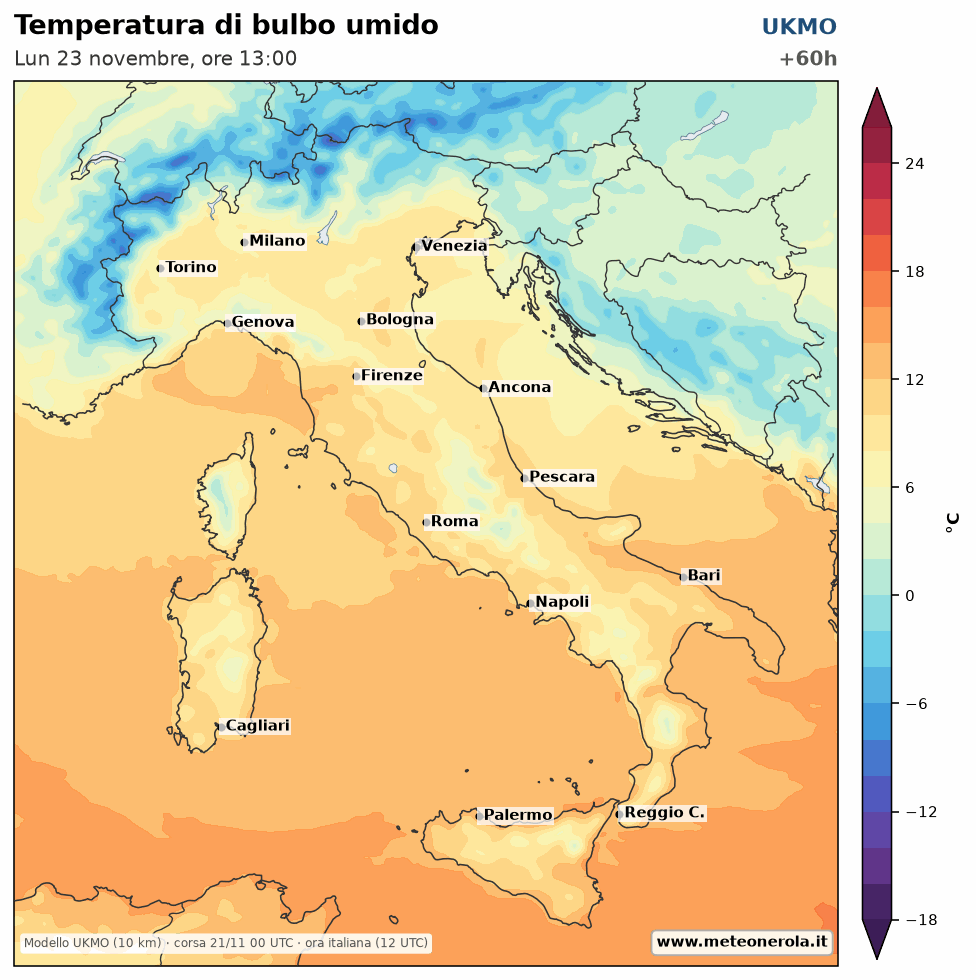 Temperatura di bulbo umido
UKMO
Lun 23 novembre, ore 13:00
+60h
Milano
Venezia
Torino
Genova
Bologna
Firenze
Ancona
Pescara
Roma
Bari
Napoli
Cagliari
Palermo
Reggio C.
24
18
12
6
0
−6
−12
−18
°C
Modello UKMO (10 km) · corsa 21/11 00 UTC · ora italiana (12 UTC)
www.meteonerola.it